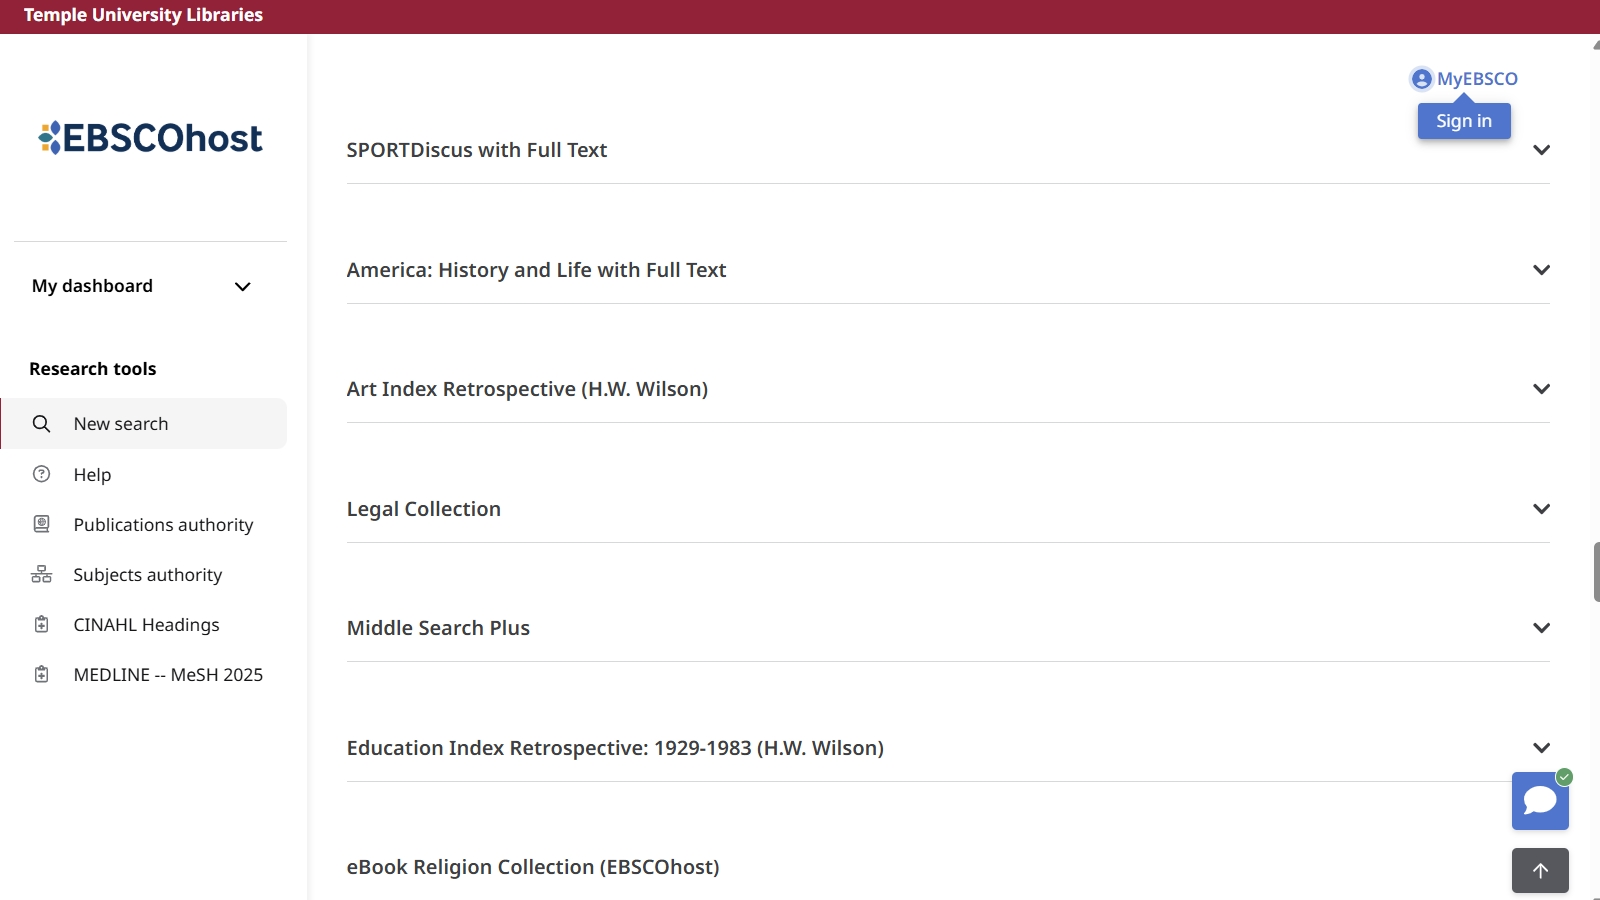 Temple University Libraries
EBSCOhost
My dashboard
Research tools
New search
Help
Publications authority
Subjects authority
CINAHL Headings
MEDLINE -- MeSH 2025
MyEBSCO
Sign in
SPORTDiscus with Full Text
America: History and Life with Full Text
Art Index Retrospective (H.W. Wilson)
Legal Collection
Middle Search Plus
Education Index Retrospective: 1929-1983 (H.W. Wilson)
eBook Religion Collection (EBSCOhost)